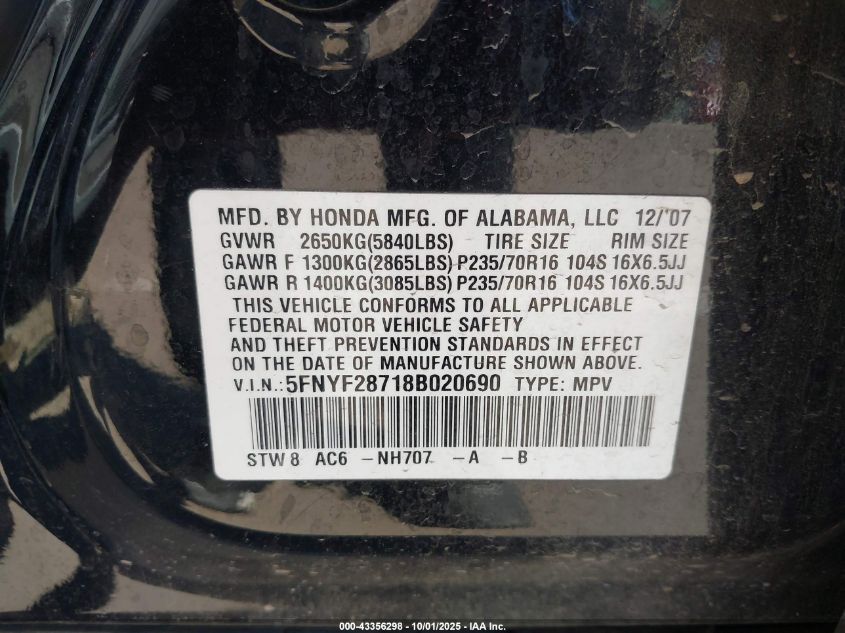 MFD. BY HONDA MFG. OF ALABAMA, LLC 12/'07
GVWR 2650KG(5840LBS) TIRE SIZE RIM SIZE
GAWR F 1300KG(2865LBS) P235/70R16 104S 16X6.5JJ
GAWR R 1400KG(3085LBS) P235/70R16 104S 16X6.5JJ
THIS VEHICLE CONFORMS TO ALL APPLICABLE
FEDERAL MOTOR VEHICLE SAFETY
AND THEFT PREVENTION STANDARDS IN EFFECT
ON THE DATE OF MANUFACTURE SHOWN ABOVE.
V.I.N.: 5FNYF28718B020690 TYPE: MPV
STW8 AC6 -NH707 -A -B
000-43356298 - 10/01/2025 - IAA Inc.